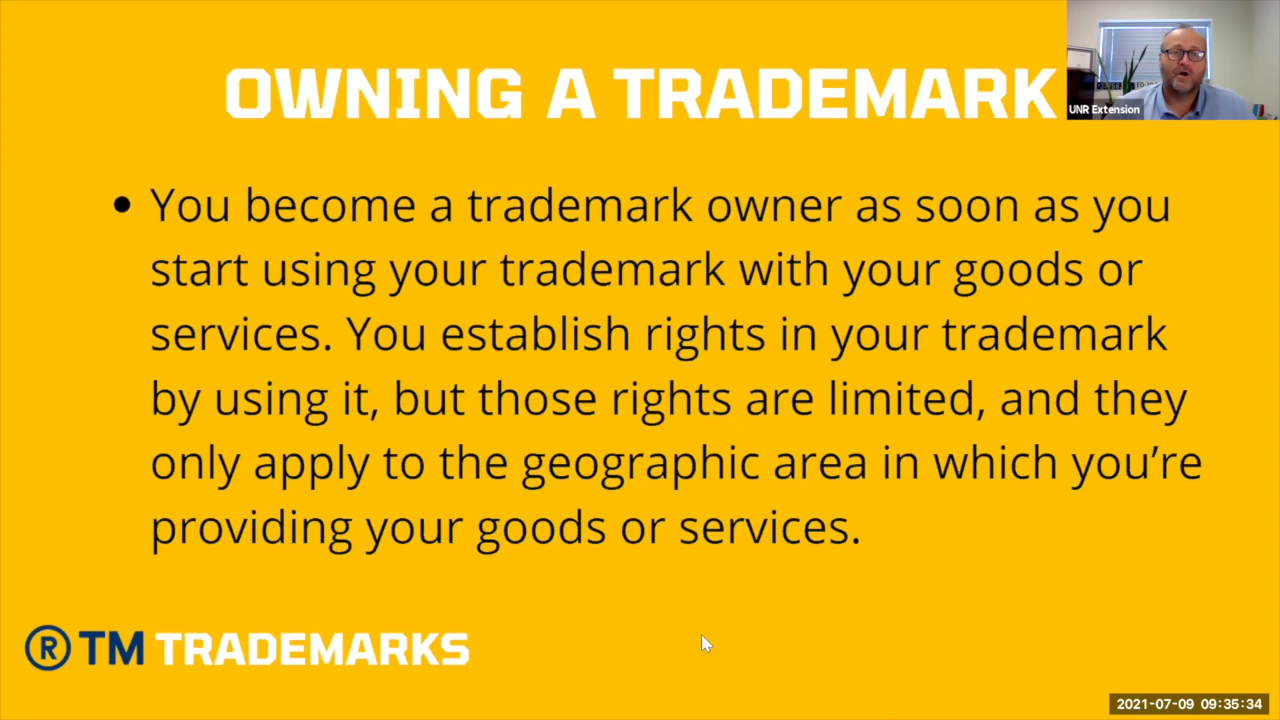 OWNING A TRADEMARK
UNR Extension
• You become a trademark owner as soon as you
start using your trademark with your goods or
services. You establish rights in your trademark
by using it, but those rights are limited, and they
only apply to the geographic area in which you’re
providing your goods or services.
® TM TRADEMARKS
2021-07-09 09:35:34